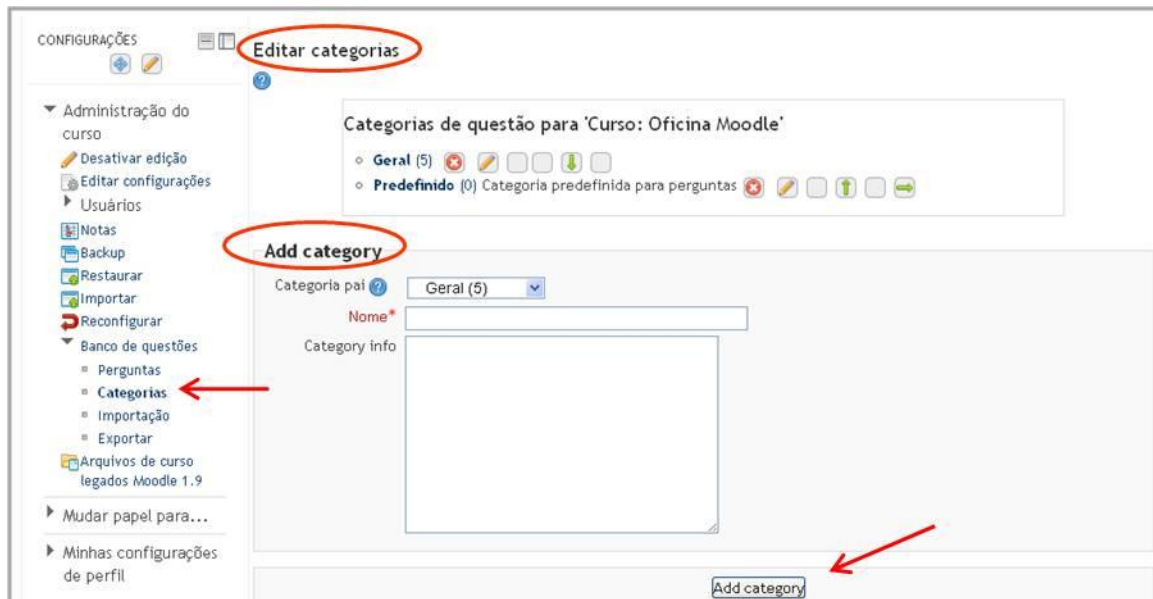 CONFIGURAÇÕES
Administração do
curso
Desativar edição
Editar configurações
Usuários
Notas
Backup
Restaurar
Importar
Reconfigurar
Banco de questões
Perguntas
Categorias
Importação
Exportar
Arquivos de curso
legados Moodle 1.9
Mudar papel para...
Minhas configurações
de perfil
Editar categorias
Categorias de questão para 'Curso: Oficina Moodle'
Geral (5)
Predefinido (0) Categoria predefinida para perguntas
Add category
Categoria pai Geral (5)
Nome*
Category info
Add category